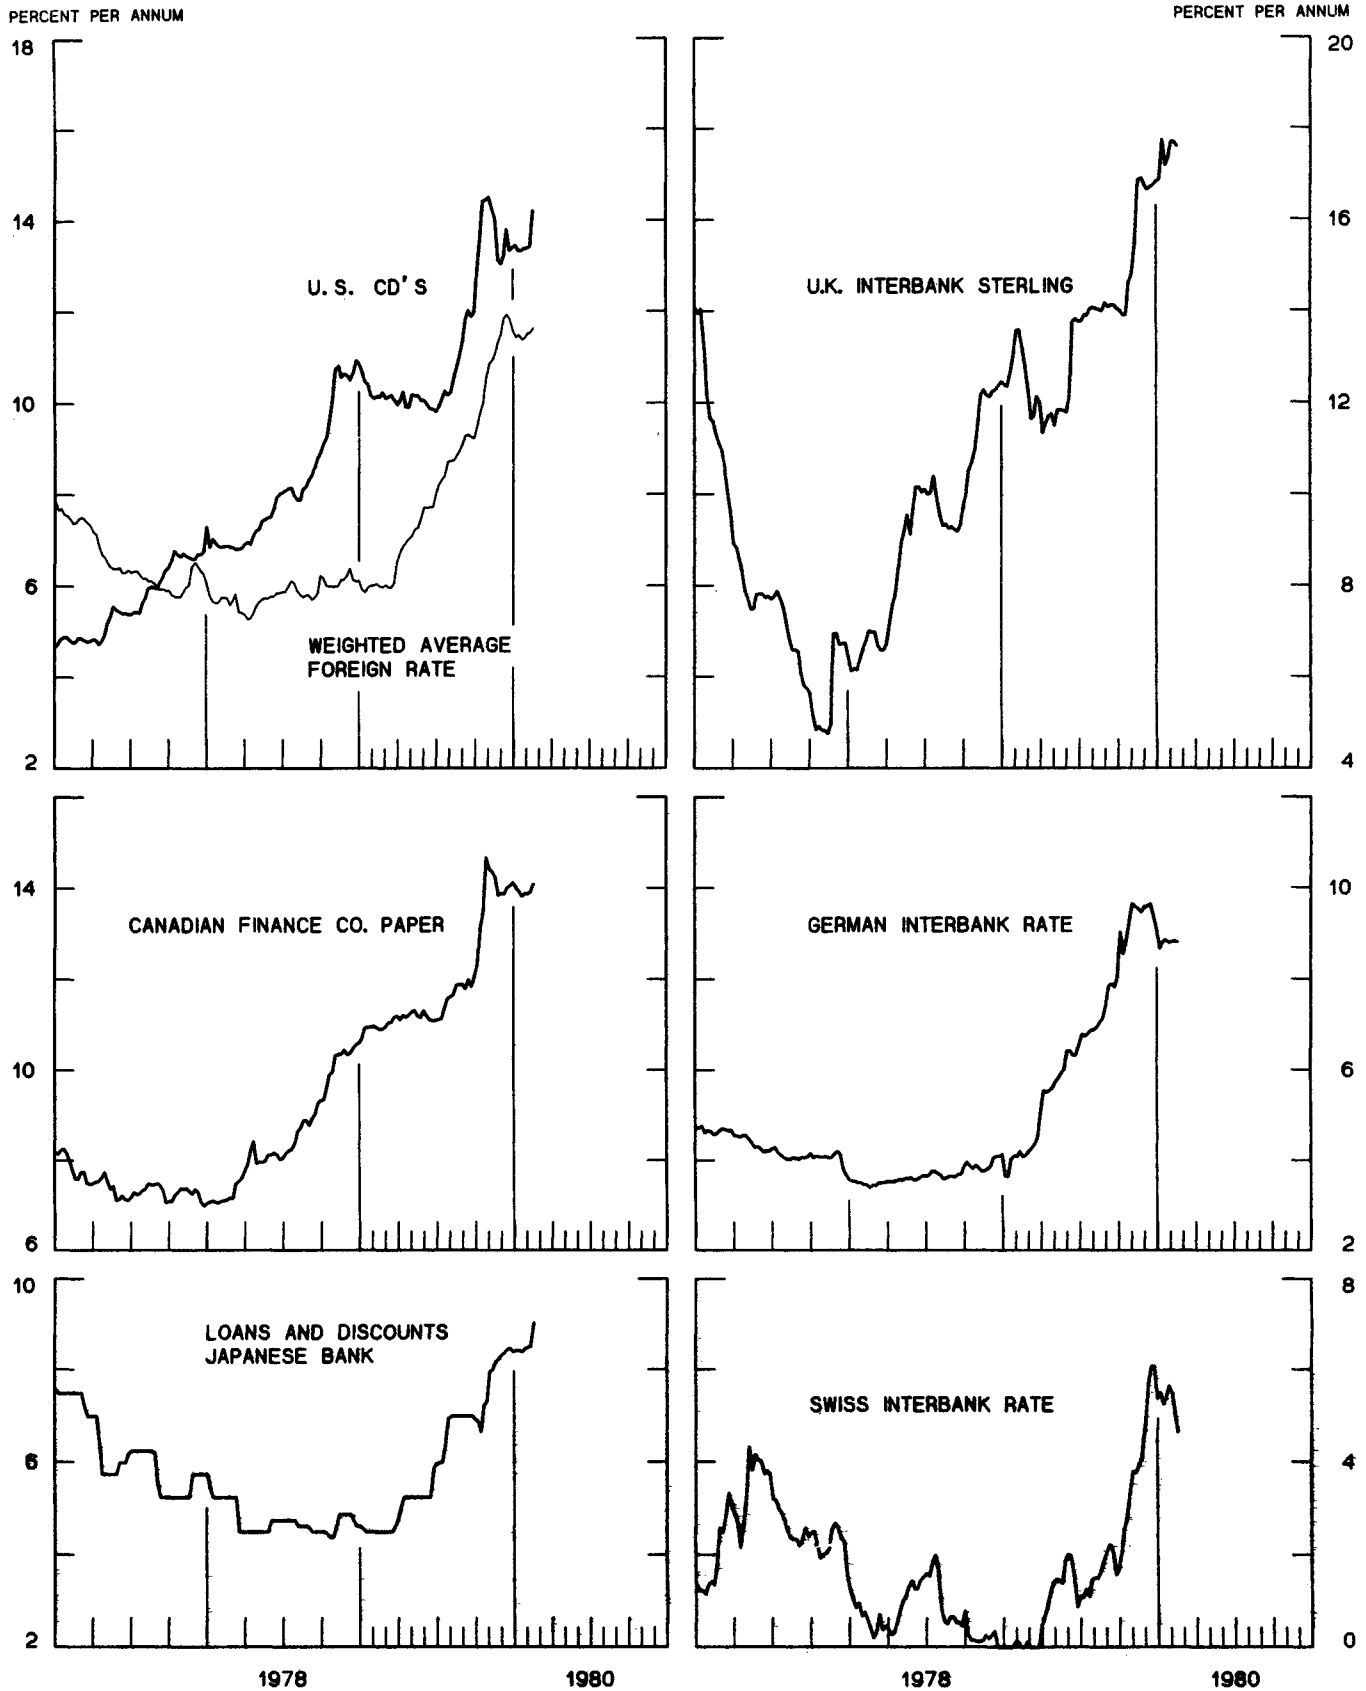 PERCENT PER ANNUM
PERCENT PER ANNUM
18
14
10
6
2
U.S. CD'S
WEIGHTED AVERAGE
FOREIGN RATE
20
16
12
8
4
U.K. INTERBANK STERLING
14
10
6
CANADIAN FINANCE CO. PAPER
10
6
2
GERMAN INTERBANK RATE
10
6
2
LOANS AND DISCOUNTS
JAPANESE BANK
8
4
0
SWISS INTERBANK RATE
1978
1980
1978
1980